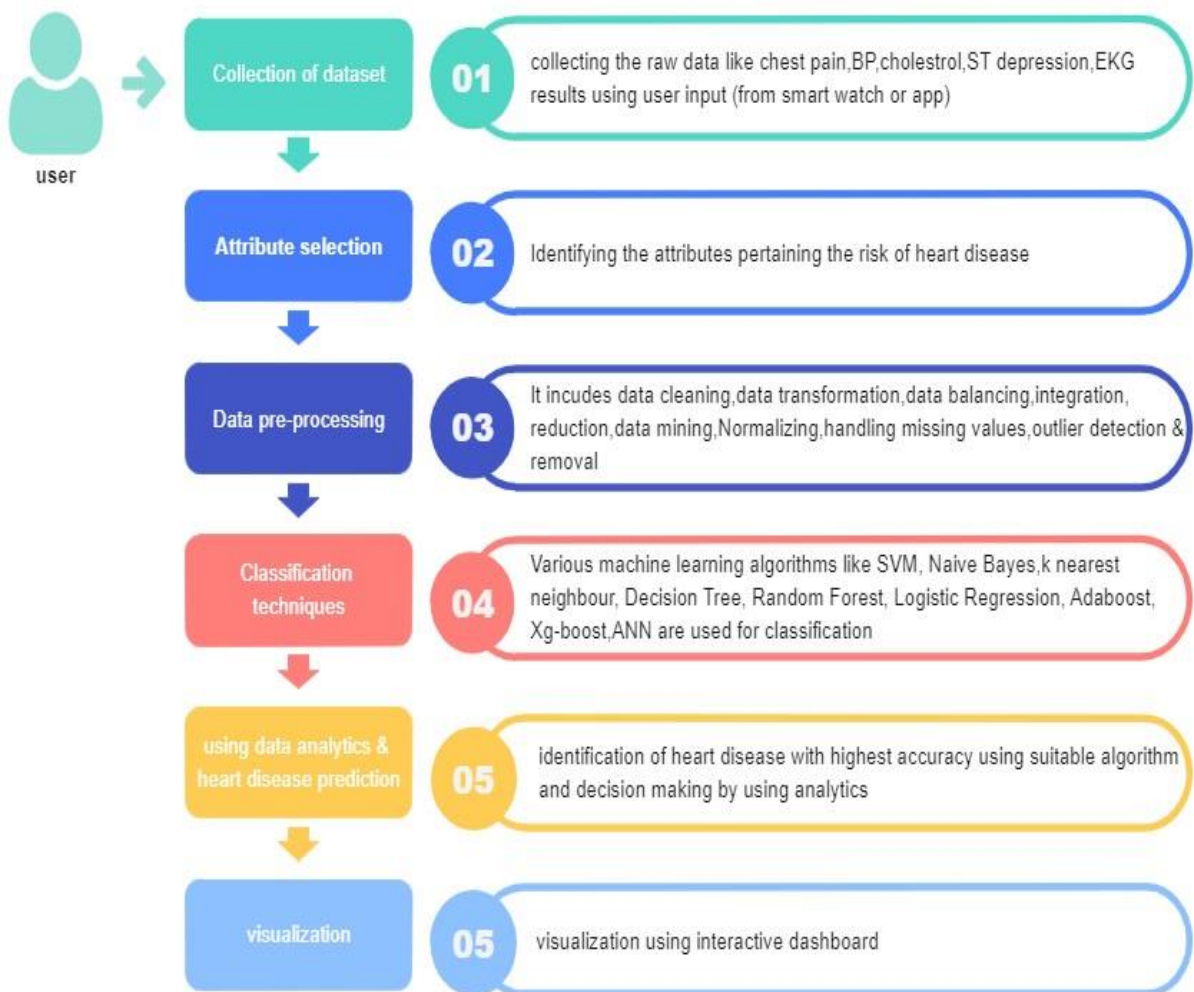 user
Collection of dataset
01
collecting the raw data like chest pain,BP,cholestrol,ST depression,EKG
results using user input (from smart watch or app)
Attribute selection
02
Identifying the attributes pertaining the risk of heart disease
Data pre-processing
03
It incudes data cleaning,data transformation,data balancing,integration,
reduction,data mining,Normalizing,handling missing values,outlier detection &
removal
Classification
techniques
04
Various machine learning algorithms like SVM, Naive Bayes,k nearest
neighbour, Decision Tree, Random Forest, Logistic Regression, Adaboost,
Xg-boost,ANN are used for classification
using data analytics &
heart disease prediction
05
identification of heart disease with highest accuracy using suitable algorithm
and decision making by using analytics
visualization
05
visualization using interactive dashboard